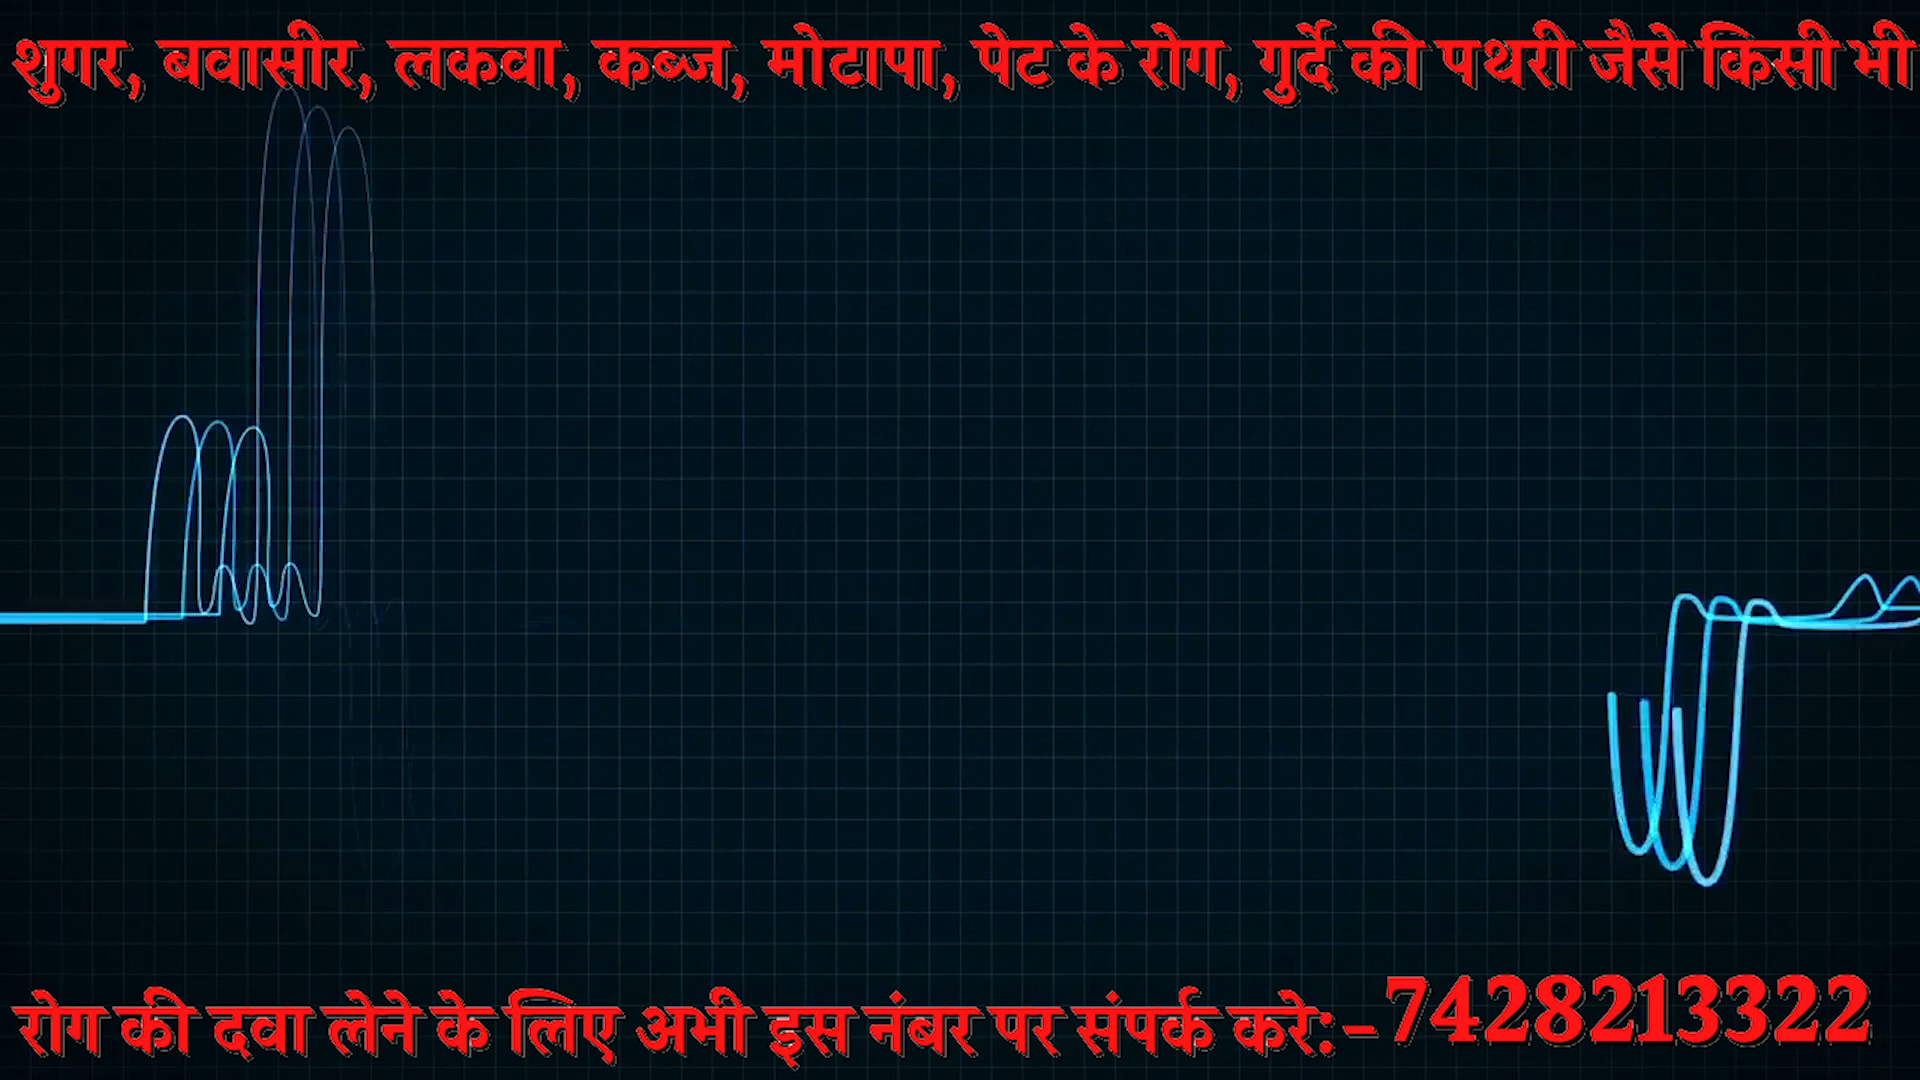 शुगर, बवासीर, लकवा, कब्ज, मोटापा, पेट के रोग, गुर्दे की पथरी जैसे किसी भी
रोग की दवा लेने के लिए अभी इस नंबर पर संपर्क करे:-7428213322